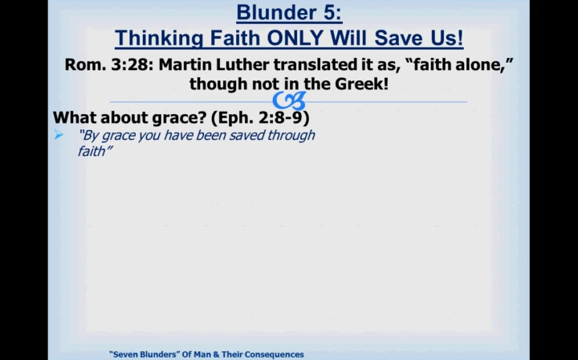 Blunder 5:
Thinking Faith ONLY Will Save Us!
Rom. 3:28: Martin Luther translated it as, “faith alone,”
though not in the Greek!
What about grace? (Eph. 2:8-9)
“By grace you have been saved through
faith”
“Seven Blunders” Of Man & Their Consequences